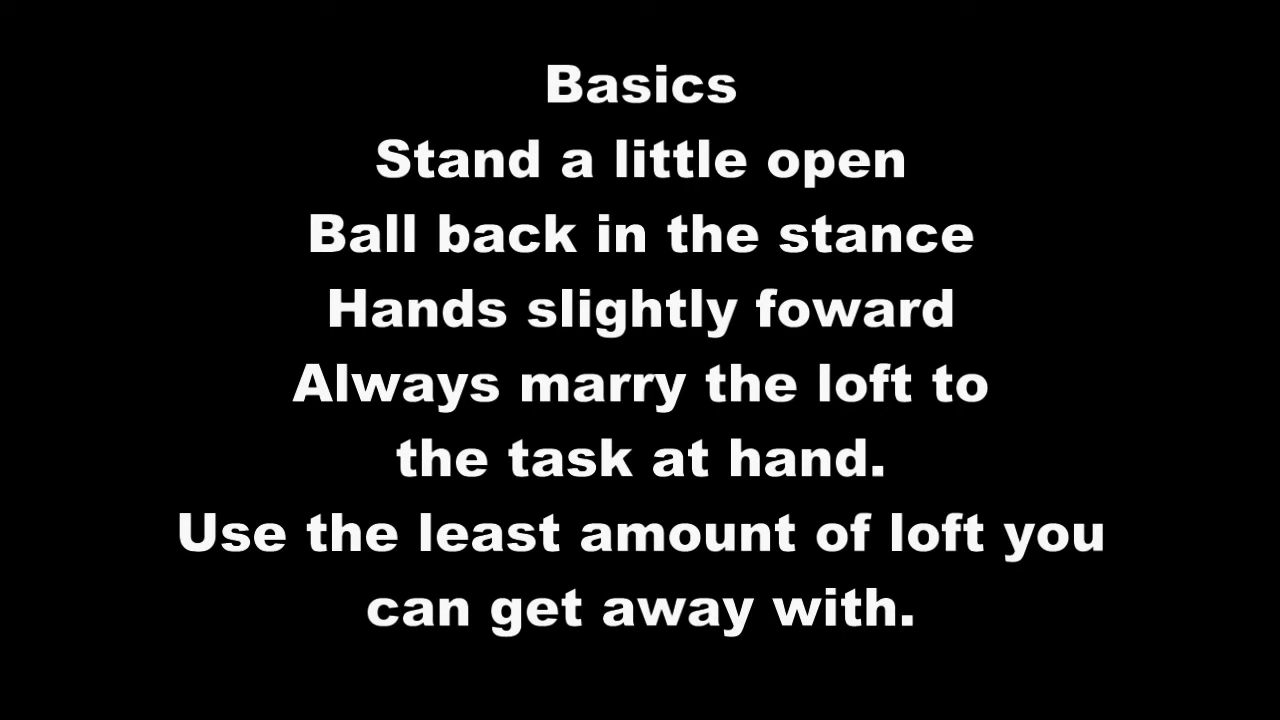 Basics
Stand a little open
Ball back in the stance
Hands slightly foward
Always marry the loft to
the task at hand.
Use the least amount of loft you
can get away with.